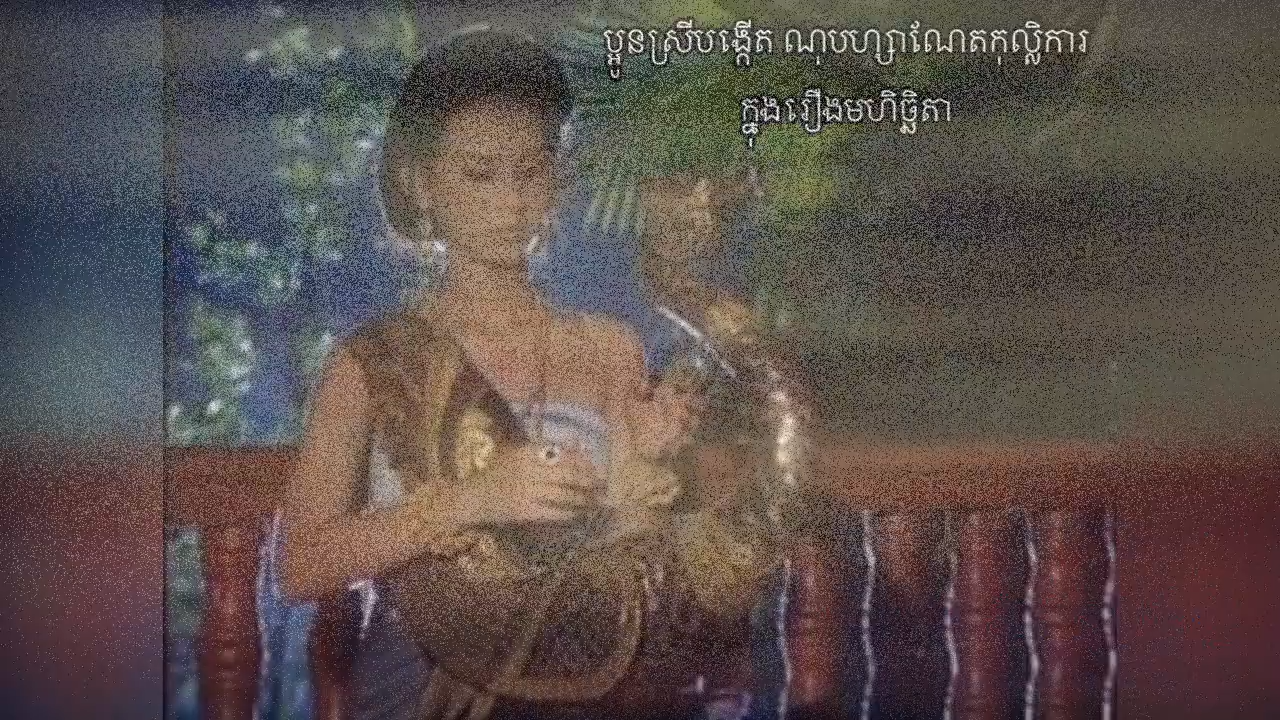 ប្អូនស្រីបង្កើត ណុបហ្សាណែតកុល្លិការ
ក្នុងរឿងមហិច្ឆិតា